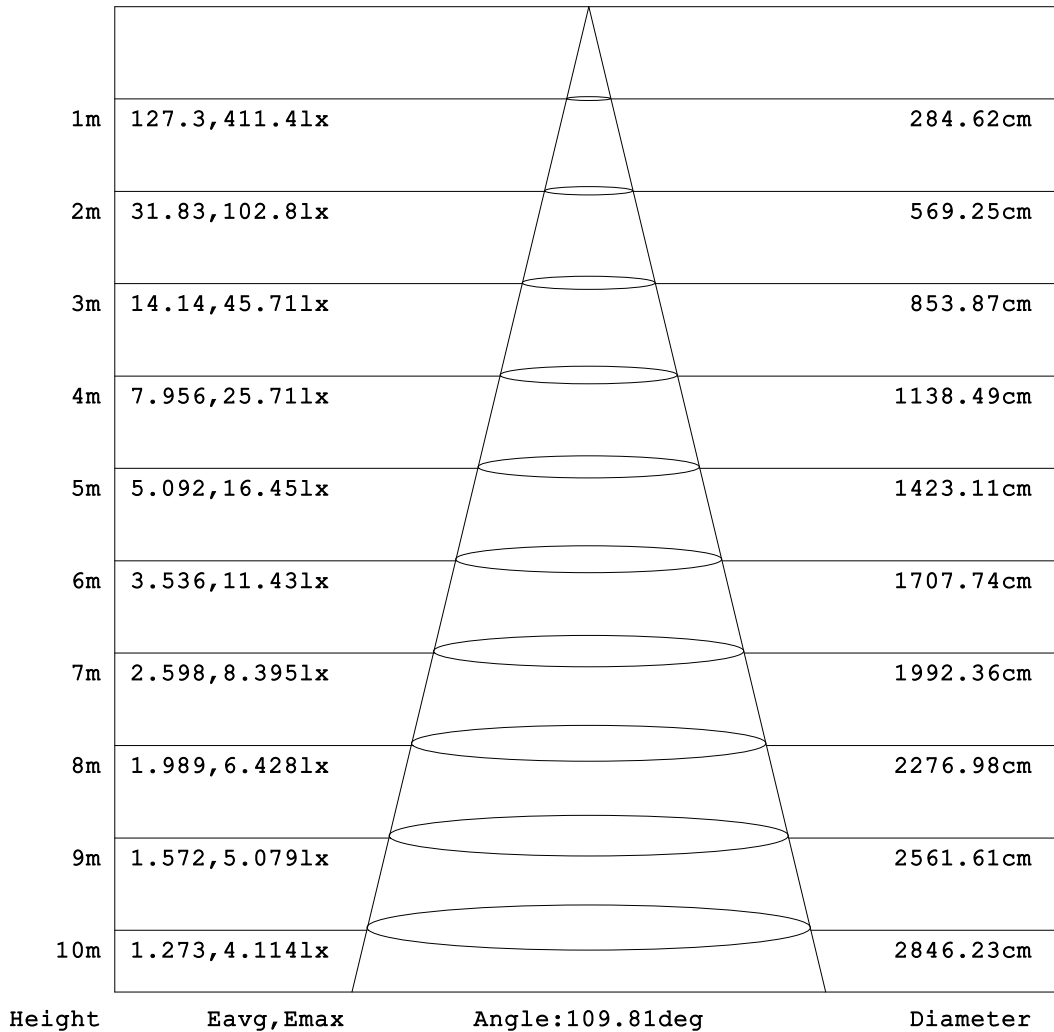 1m 127.3,411.4lx 284.62cm
2m 31.83,102.8lx 569.25cm
3m 14.14,45.71lx 853.87cm
4m 7.956,25.71lx 1138.49cm
5m 5.092,16.45lx 1423.11cm
6m 3.536,11.43lx 1707.74cm
7m 2.598,8.395lx 1992.36cm
8m 1.989,6.428lx 2276.98cm
9m 1.572,5.079lx 2561.61cm
10m 1.273,4.114lx 2846.23cm
Height Eavg,Emax Angle:109.81deg Diameter